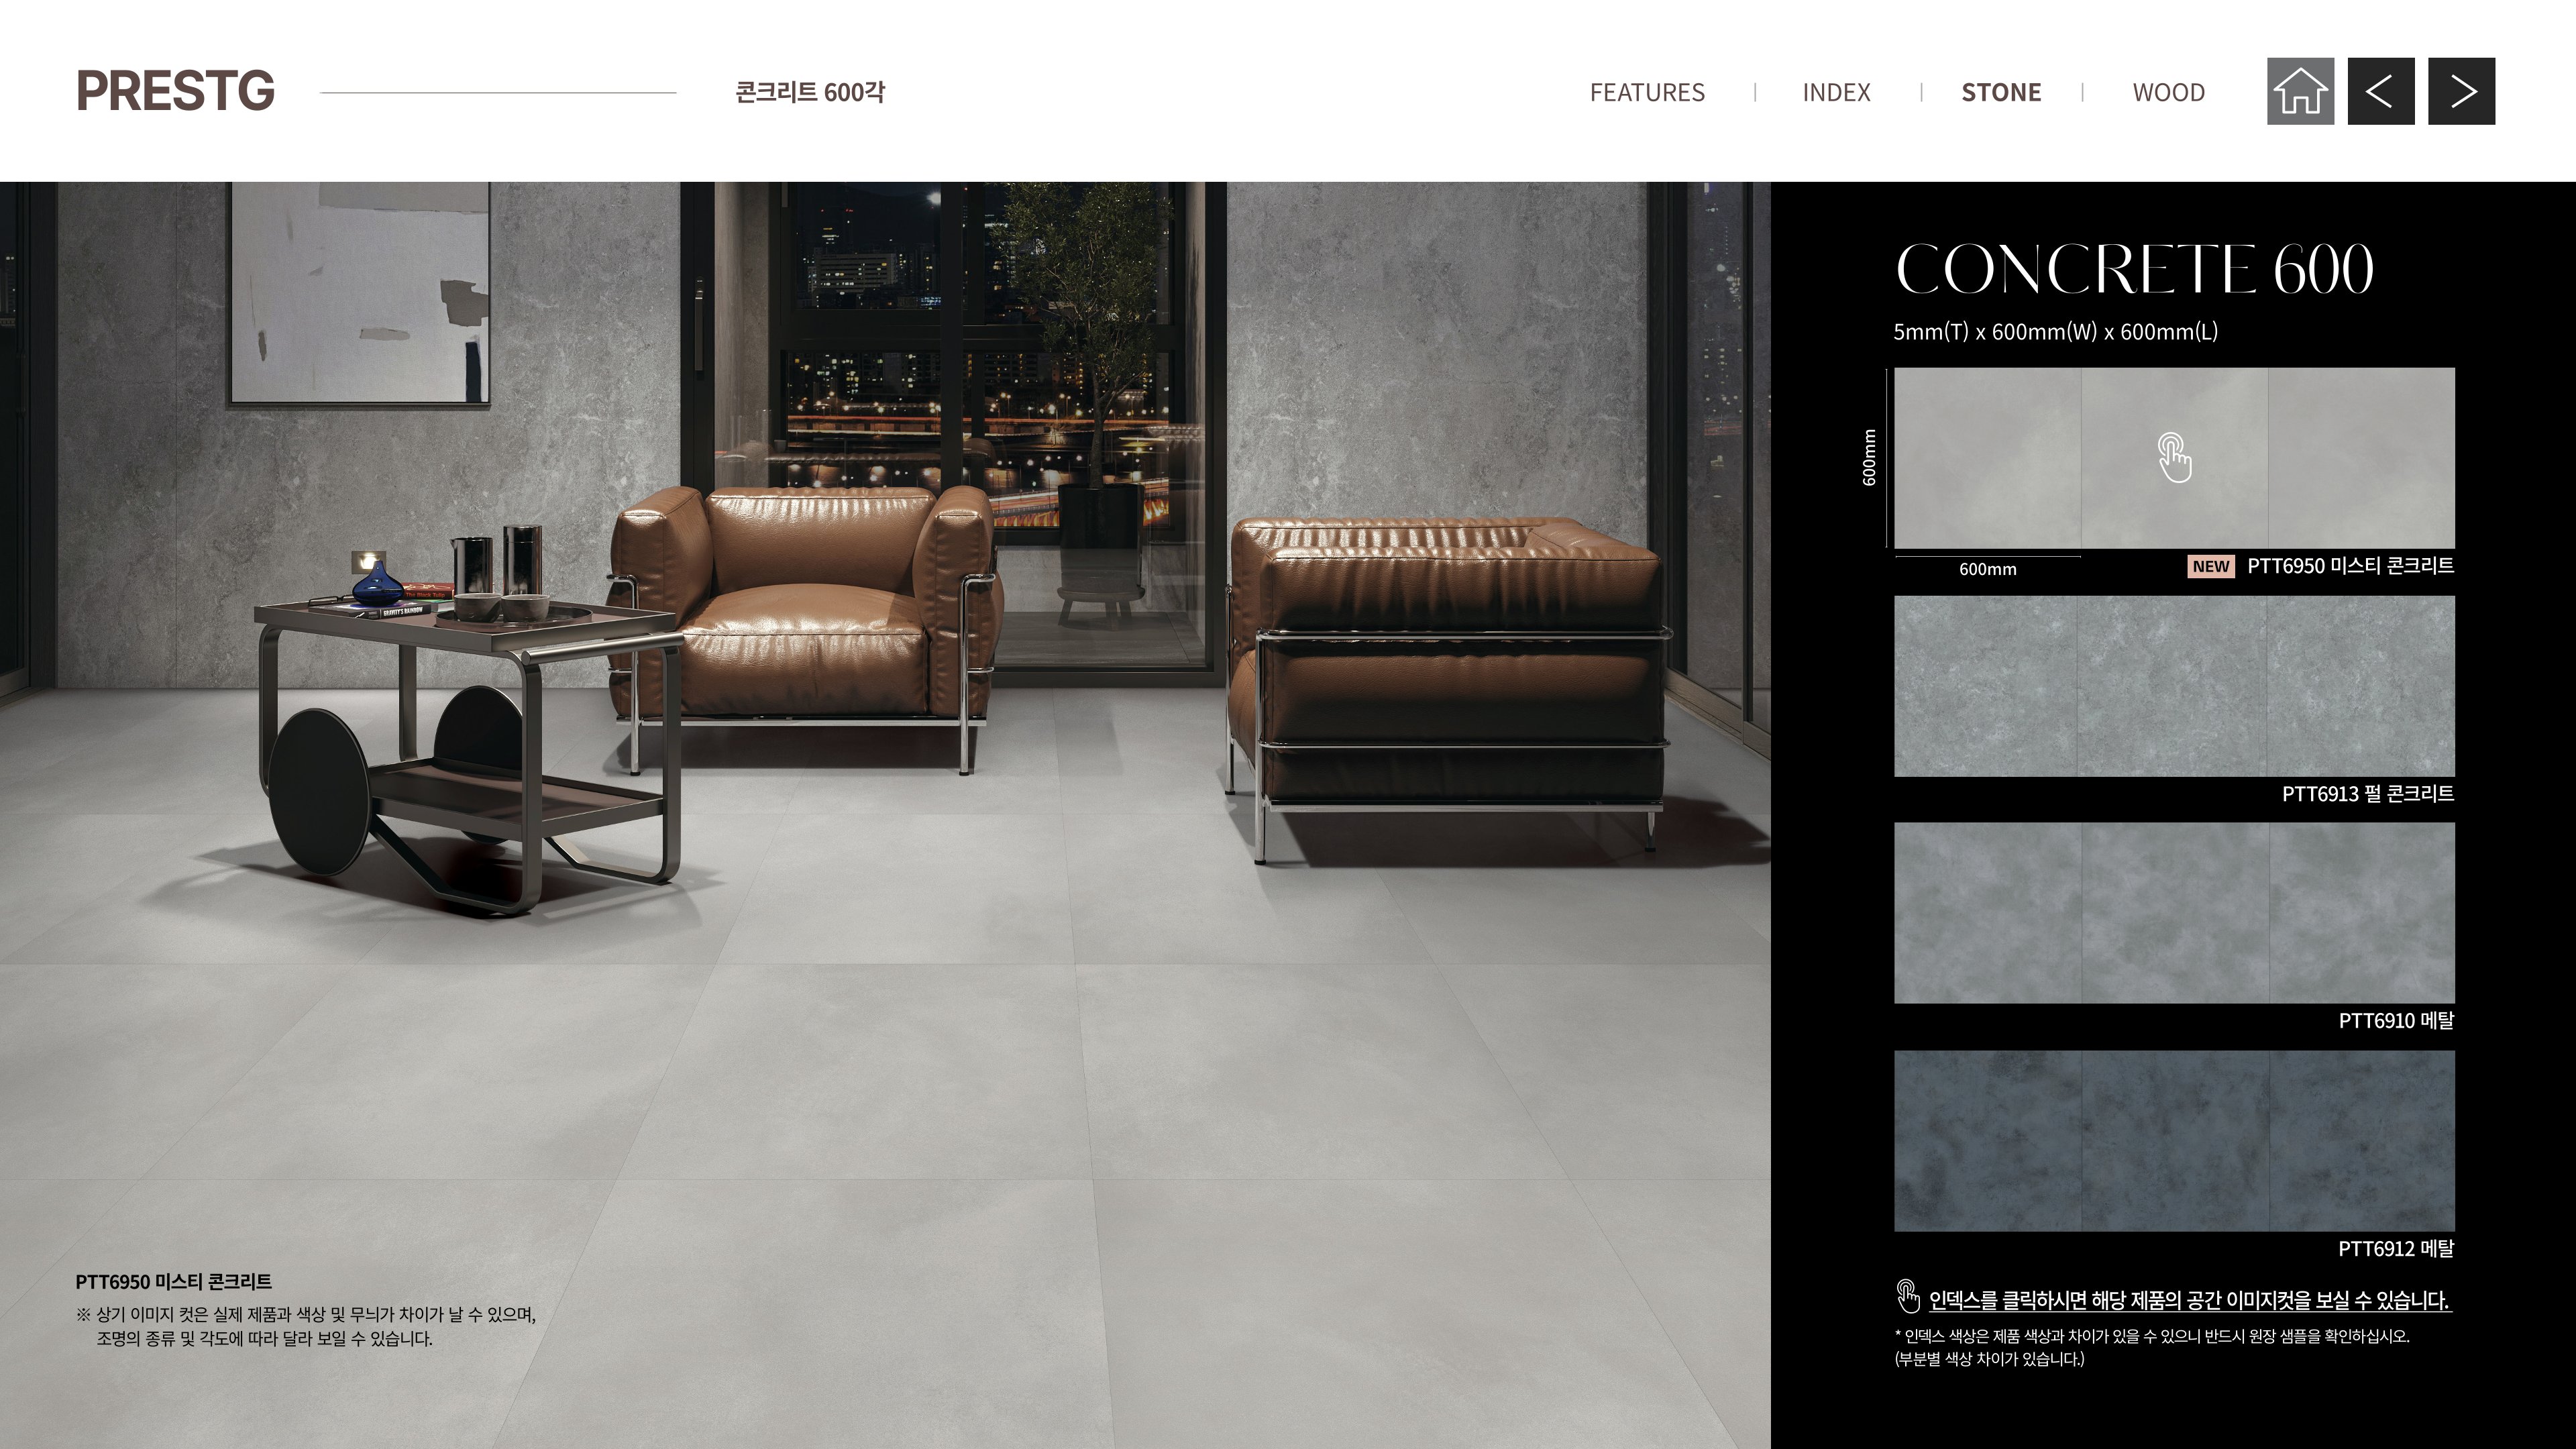 PRESTG
콘크리트 600각
FEATURES | INDEX | STONE | WOOD
CONCRETE 600
5mm(T) x 600mm(W) x 600mm(L)
600mm
600mm
NEW PTT6950 미스티 콘크리트
PTT6913 펄 콘크리트
PTT6910 메탈
PTT6912 메탈
인덱스를 클릭하시면 해당 제품의 공간 이미지컷을 보실 수 있습니다.
* 인덱스 색상은 제품 색상과 차이가 있을 수 있으니 반드시 원장 샘플을 확인하십시오.
(부분별 색상 차이가 있습니다.)
The Black Tulip
GRAVITY'S RAINBOW
PTT6950 미스티 콘크리트
※ 상기 이미지 컷은 실제 제품과 색상 및 무늬가 차이가 날 수 있으며,
조명의 종류 및 각도에 따라 달라 보일 수 있습니다.